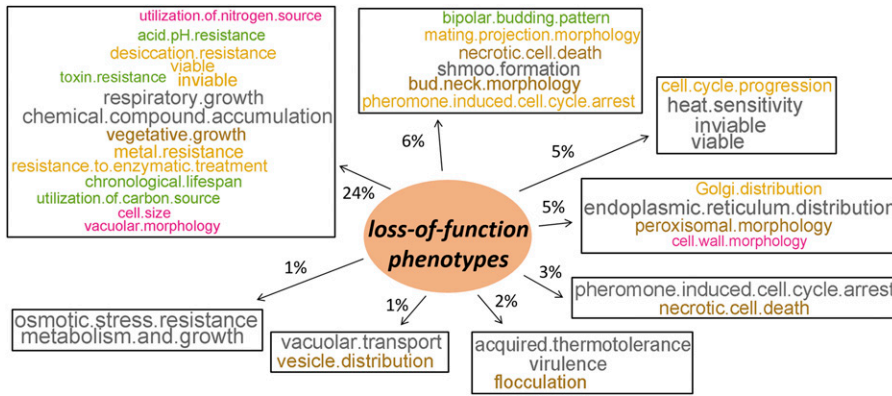 utilization.of.nitrogen.source
acid.pH.resistance
desiccation.resistance
viable
toxin.resistance inviable
respiratory.growth
chemical.compound.accumulation
vegetative.growth
metal.resistance
resistance.to.enzymatic.treatment
chronological.lifespan
utilization.of.carbon.source
cell.size
vacuolar.morphology
bipolar.budding.pattern
mating.projection.morphology
necrotic.cell.death
shmoo.formation
bud.neck.morphology
pheromone.induced.cell.cycle.arrest
cell.cycle.progression
heat.sensitivity
inviable
viable
6%
5%
24%
5%
Golgi.distribution
endoplasmic.reticulum.distribution
peroxisomal.morphology
cell.wall.morphology
loss-of-function
phenotypes
1%
3%
1%
2%
pheromone.induced.cell.cycle.arrest
necrotic.cell.death
osmotic.stress.resistance
metabolism.and.growth
vacuolar.transport
vesicle.distribution
acquired.thermotolerance
virulence
flocculation